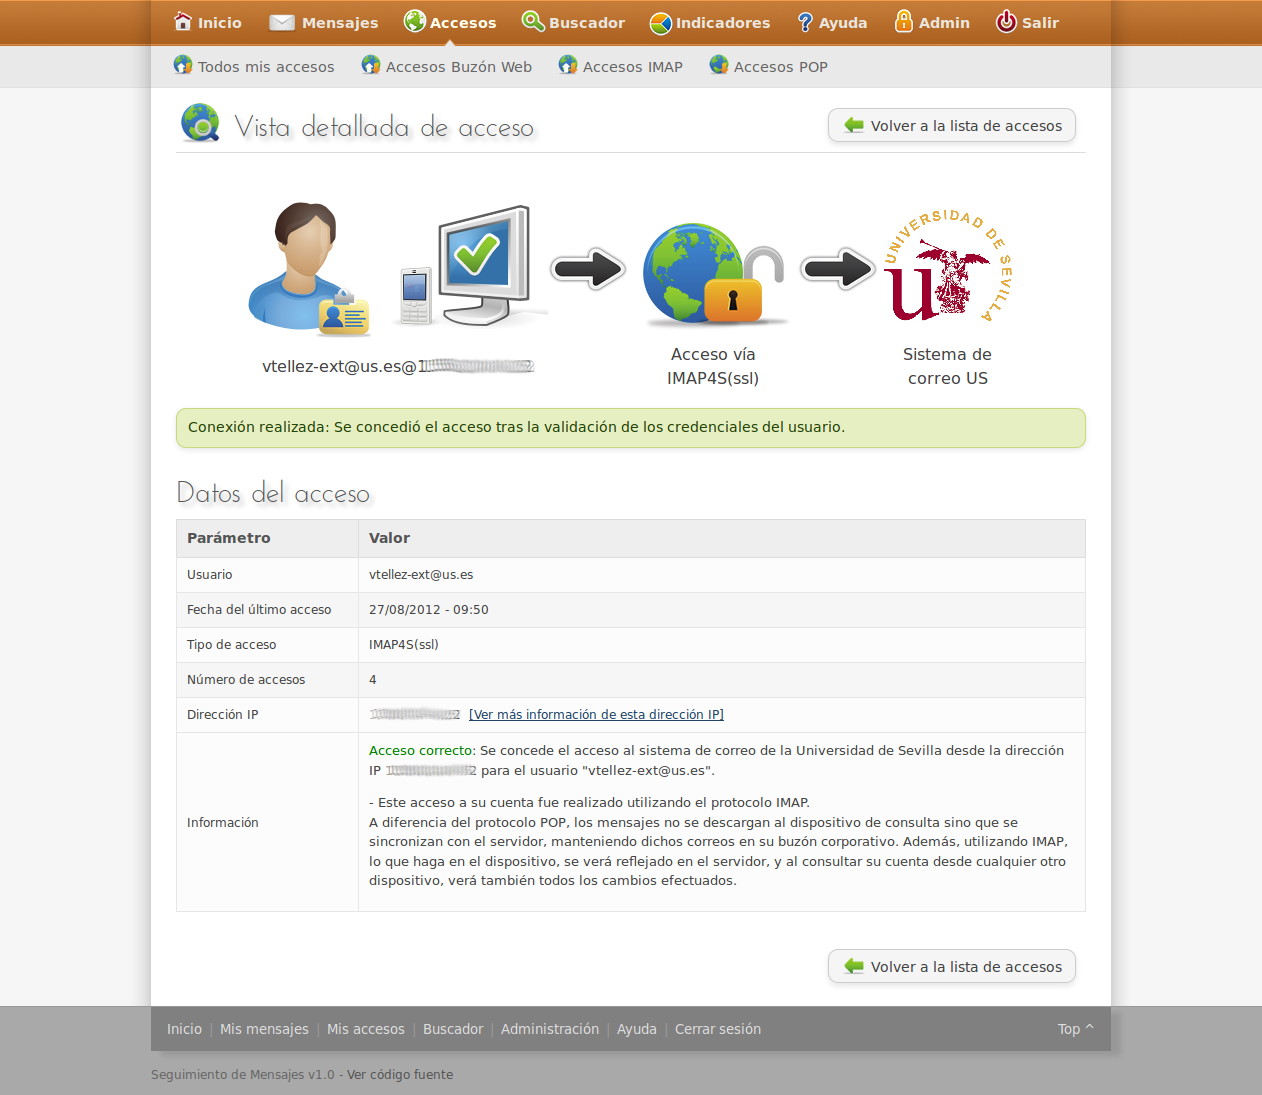 Inicio Mensajes Accesos Buscador Indicadores Ayuda Admin Salir
Todos mis accesos Accesos Buzón Web Accesos IMAP Accesos POP
Vista detallada de acceso
Volver a la lista de accesos
UNIVERSIDAD DE SEVILLA
vtellez-ext@us.es@
Acceso vía
IMAP4S(ssl)
Sistema de
correo US
Conexión realizada: Se concedió el acceso tras la validación de los credenciales del usuario.
Datos del acceso
Parámetro Valor
Usuario vtellez-ext@us.es
Fecha del último acceso 27/08/2012 - 09:50
Tipo de acceso IMAP4S(ssl)
Número de accesos 4
Dirección IP [Ver más información de esta dirección IP]
Información
Acceso correcto: Se concede el acceso al sistema de correo de la Universidad de Sevilla desde la dirección
IP para el usuario "vtellez-ext@us.es".
- Este acceso a su cuenta fue realizado utilizando el protocolo IMAP.
A diferencia del protocolo POP, los mensajes no se descargan al dispositivo de consulta sino que se
sincronizan con el servidor, manteniendo dichos correos en su buzón corporativo. Además, utilizando IMAP,
lo que haga en el dispositivo, se verá reflejado en el servidor, y al consultar su cuenta desde cualquier otro
dispositivo, verá también todos los cambios efectuados.
Volver a la lista de accesos
Inicio | Mis mensajes | Mis accesos | Buscador | Administración | Ayuda | Cerrar sesión Top ^
Seguimiento de Mensajes v1.0 - Ver código fuente